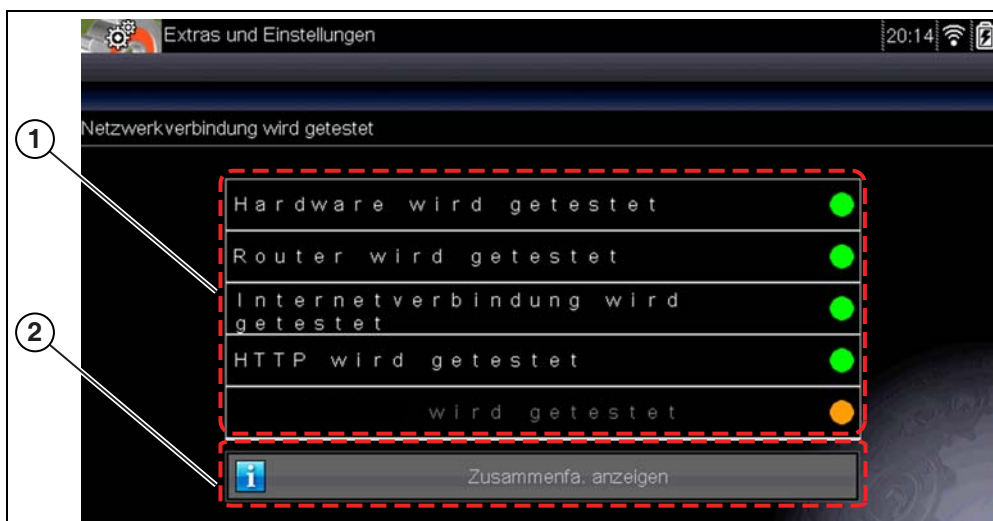 Extras und Einstellungen
20:14
Netzwerkverbindung wird getestet
1
Hardware wird getestet
Router wird getestet
Internetverbindung wird
getestet
2
HTTP wird getestet
wird getestet
i
Zusammenfa. anzeigen